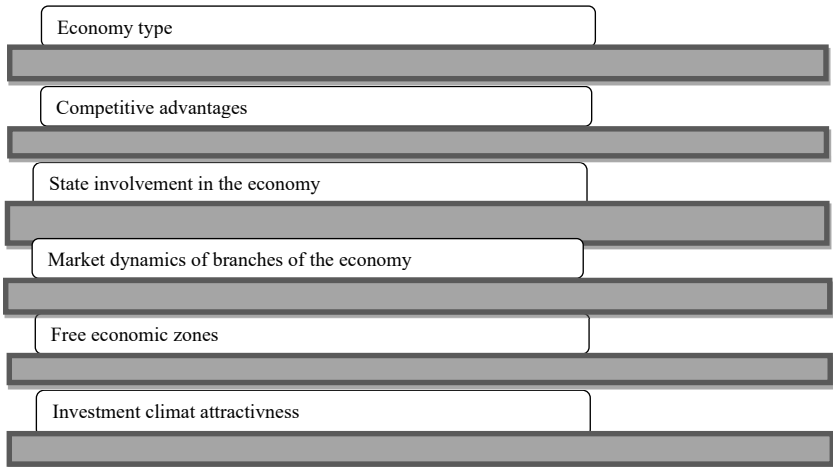 Economy type
Competitive advantages
State involvement in the economy
Market dynamics of branches of the economy
Free economic zones
Investment climat attractivness